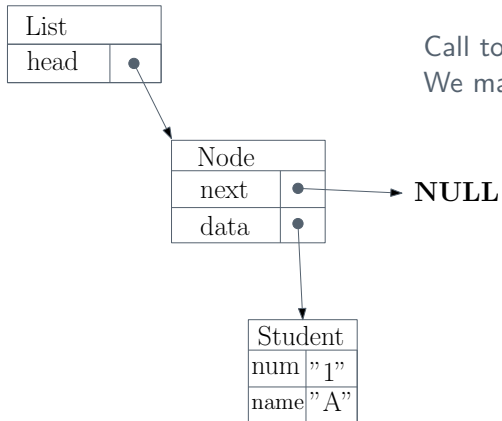 List
head
Call to
We ma
Node
next
NULL
data
Student
num "1"
name "A"